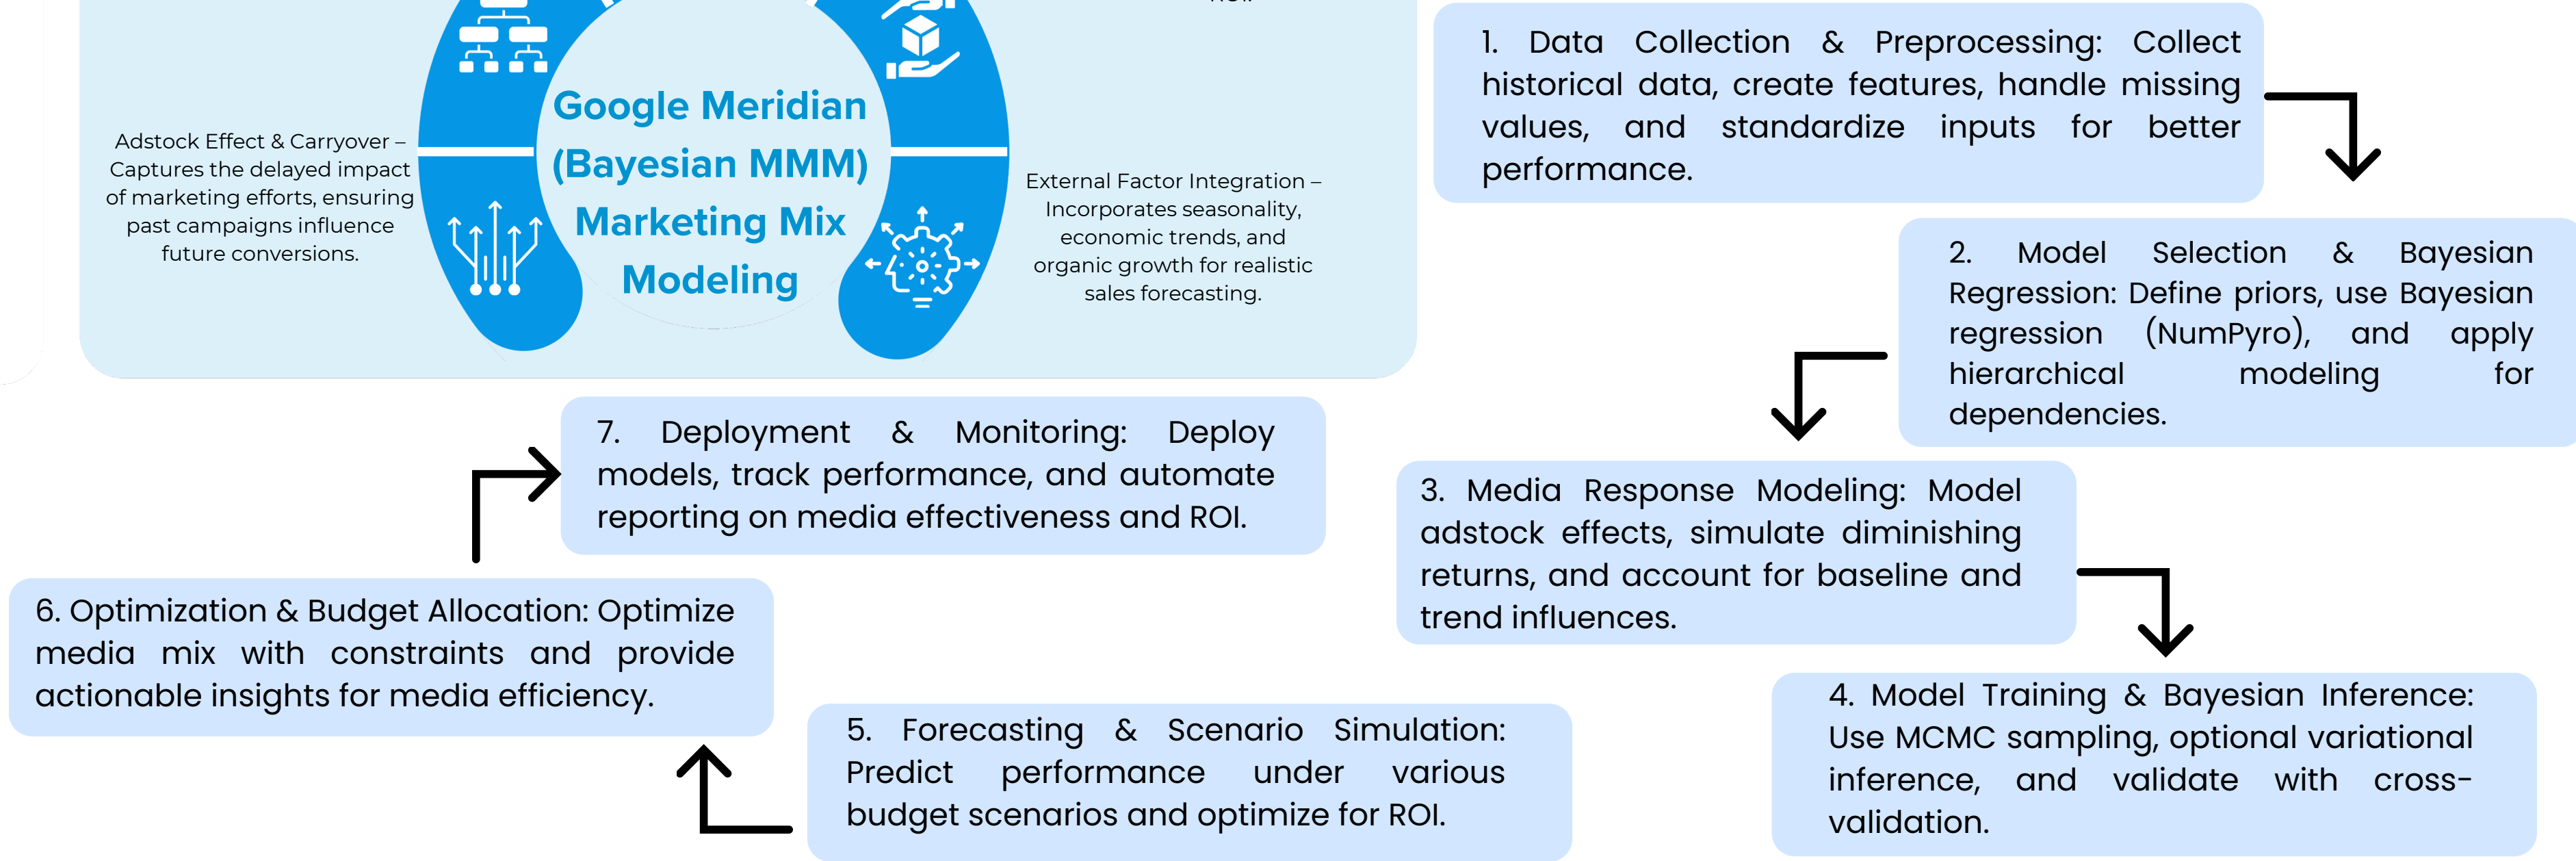 Google Meridian
(Bayesian MMM)
Marketing Mix
Modeling
Adstock Effect & Carryover –
Captures the delayed impact
of marketing efforts, ensuring
past campaigns influence
future conversions.
External Factor Integration –
Incorporates seasonality,
economic trends, and
organic growth for realistic
sales forecasting.
1. Data Collection & Preprocessing: Collect
historical data, create features, handle missing
values, and standardize inputs for better
performance.
2. Model Selection & Bayesian
Regression: Define priors, use Bayesian
regression (NumPyro), and apply
hierarchical modeling for
dependencies.
3. Media Response Modeling: Model
adstock effects, simulate diminishing
returns, and account for baseline and
trend influences.
4. Model Training & Bayesian Inference:
Use MCMC sampling, optional variational
inference, and validate with cross-
validation.
5. Forecasting & Scenario Simulation:
Predict performance under various
budget scenarios and optimize for ROI.
6. Optimization & Budget Allocation: Optimize
media mix with constraints and provide
actionable insights for media efficiency.
7. Deployment & Monitoring: Deploy
models, track performance, and automate
reporting on media effectiveness and ROI.